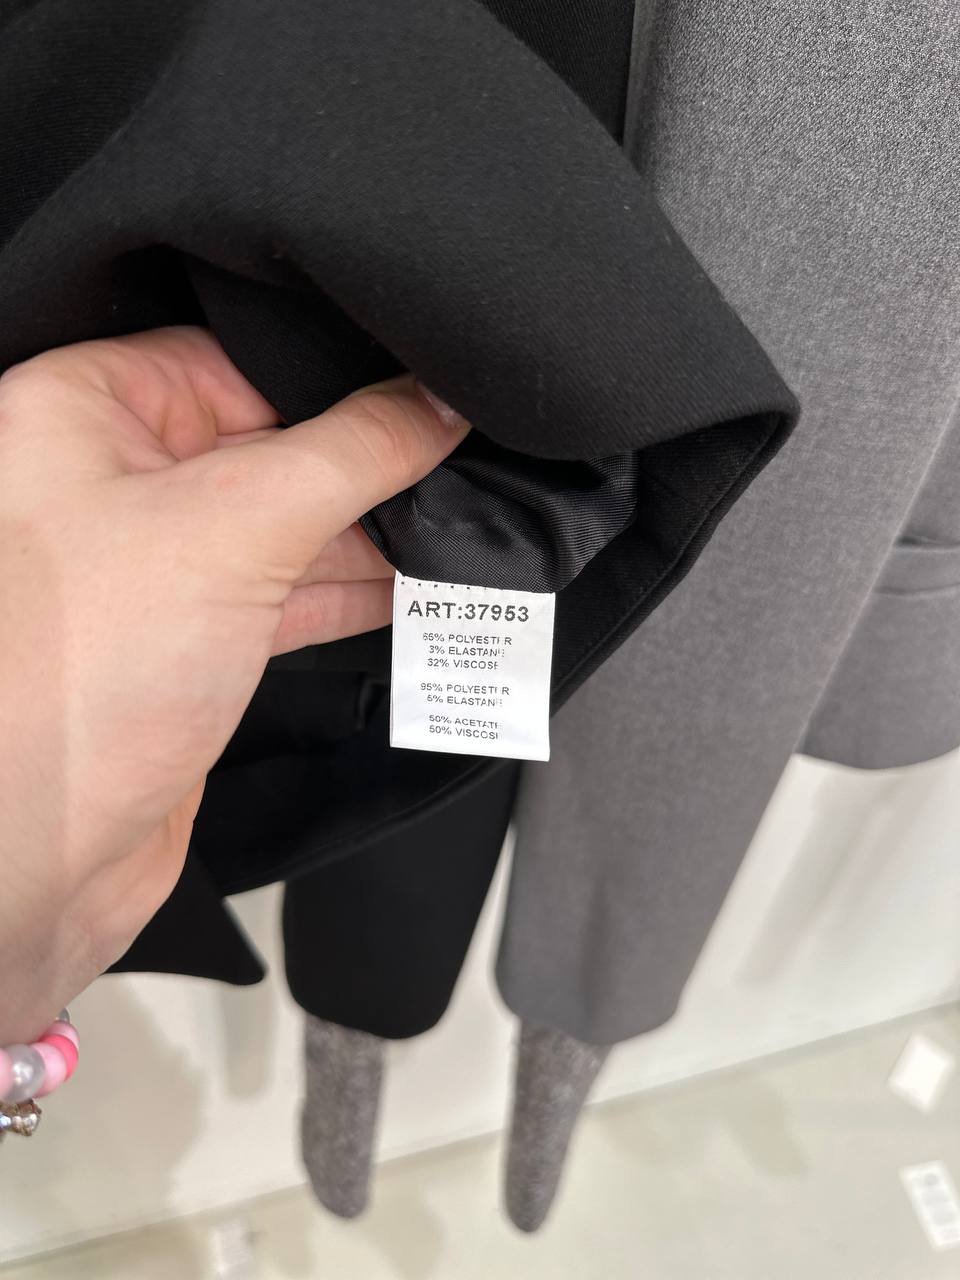 ART:37953
65% POLYESTER
3% ELASTANE
32% VISCOSE
95% POLYESTER
5% ELASTANE
50% ACETATE
50% VISCOSE